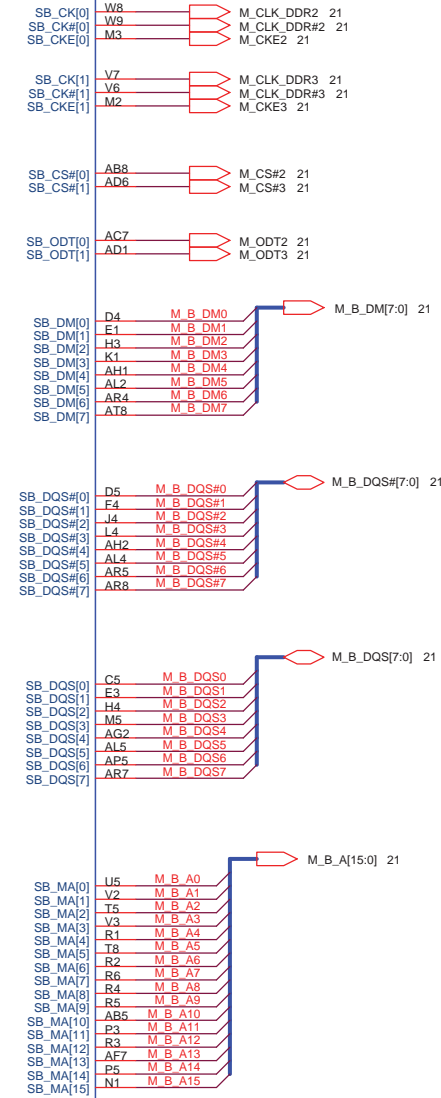 SB_CK[0] W8 M_CLK_DDR2 21
SB_CK#[0] W9 M_CLK_DDR#2 21
SB_CKE[0] M3 M_CKE2 21
SB_CK[1] V7 M_CLK_DDR3 21
SB_CK#[1] V6 M_CLK_DDR#3 21
SB_CKE[1] M2 M_CKE3 21
SB_CS#[0] AB8 M_CS#2 21
SB_CS#[1] AD6 M_CS#3 21
SB_ODT[0] AC7 M_ODT2 21
SB_ODT[1] AD1 M_ODT3 21
M_B_DM[7:0] 21
SB_DM[0] D4 M_B_DM0
SB_DM[1] E1 M_B_DM1
SB_DM[2] H3 M_B_DM2
SB_DM[3] K1 M_B_DM3
SB_DM[4] AH1 M_B_DM4
SB_DM[5] AL2 M_B_DM5
SB_DM[6] AR4 M_B_DM6
SB_DM[7] AT8 M_B_DM7
M_B_DQS#[7:0] 21
SB_DQS#[0] D5 M_B_DQS#0
SB_DQS#[1] F4 M_B_DQS#1
SB_DQS#[2] J4 M_B_DQS#2
SB_DQS#[3] L4 M_B_DQS#3
SB_DQS#[4] AH2 M_B_DQS#4
SB_DQS#[5] AL4 M_B_DQS#5
SB_DQS#[6] AR5 M_B_DQS#6
SB_DQS#[7] AR8 M_B_DQS#7
M_B_DQS[7:0] 21
SB_DQS[0] C5 M_B_DQS0
SB_DQS[1] E3 M_B_DQS1
SB_DQS[2] H4 M_B_DQS2
SB_DQS[3] M5 M_B_DQS3
SB_DQS[4] AG2 M_B_DQS4
SB_DQS[5] AL5 M_B_DQS5
SB_DQS[6] AP5 M_B_DQS6
SB_DQS[7] AR7 M_B_DQS7
M_B_A[15:0] 21
SB_MA[0] U5 M_B_A0
SB_MA[1] V2 M_B_A1
SB_MA[2] T5 M_B_A2
SB_MA[3] V3 M_B_A3
SB_MA[4] R1 M_B_A4
SB_MA[5] T8 M_B_A5
SB_MA[6] R2 M_B_A6
SB_MA[7] R6 M_B_A7
SB_MA[8] R4 M_B_A8
SB_MA[9] R5 M_B_A9
SB_MA[10] AB5 M_B_A10
SB_MA[11] P3 M_B_A11
SB_MA[12] R3 M_B_A12
SB_MA[13] AF7 M_B_A13
SB_MA[14] P5 M_B_A14
SB_MA[15] N1 M_B_A15